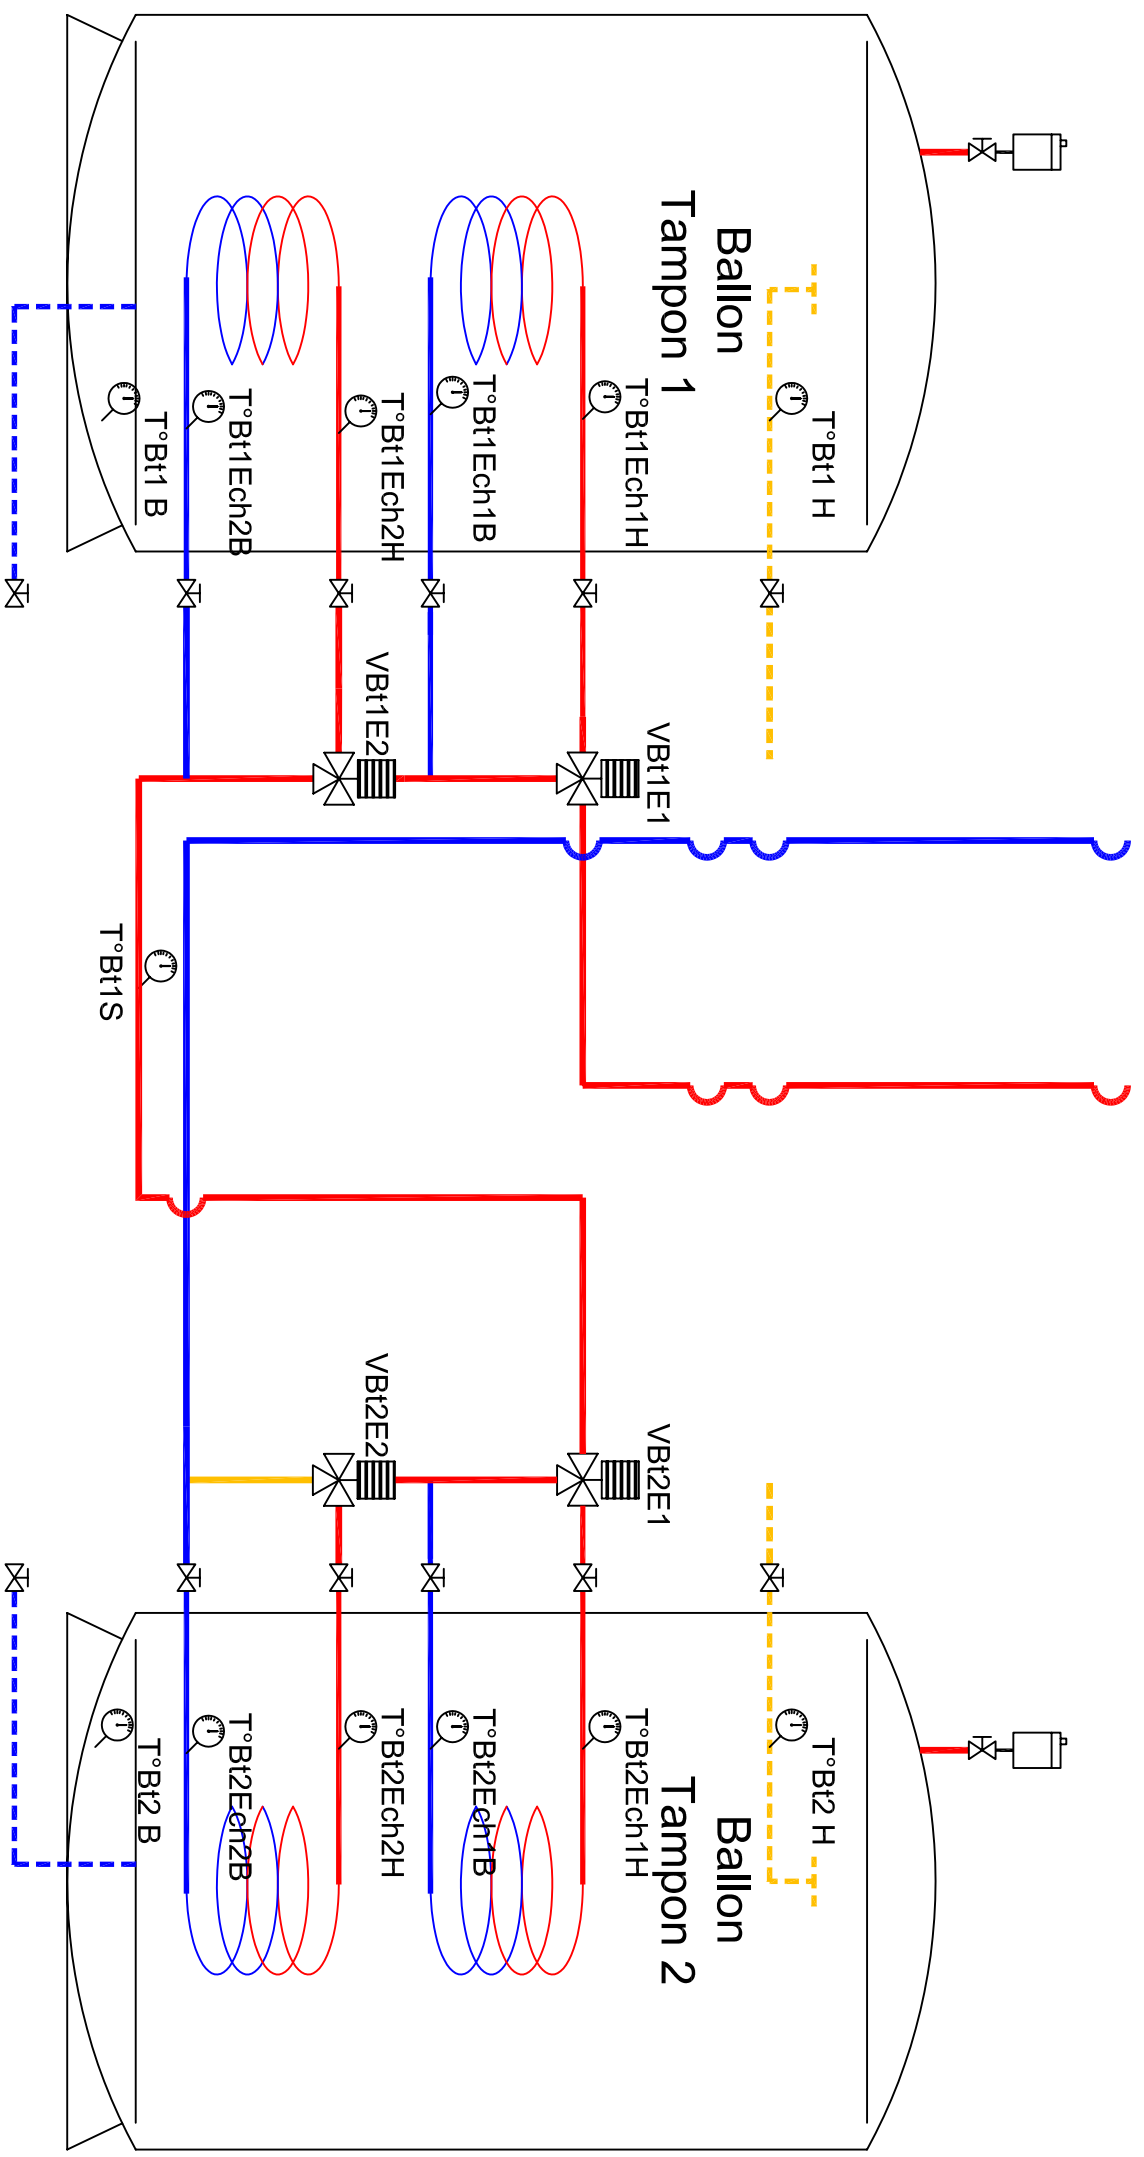 Ballon
Tampon 1
T°Bt1 H
T°Bt1Ech1H
T°Bt1Ech1B
T°Bt1Ech2H
T°Bt1Ech2B
T°Bt1 B
VBt1E1
VBt1E2
T°Bt1S
VBt2E1
VBt2E2
Ballon
Tampon 2
T°Bt2 H
T°Bt2Ech1H
T°Bt2Ech1B
T°Bt2Ech2H
T°Bt2Ech2B
T°Bt2 B